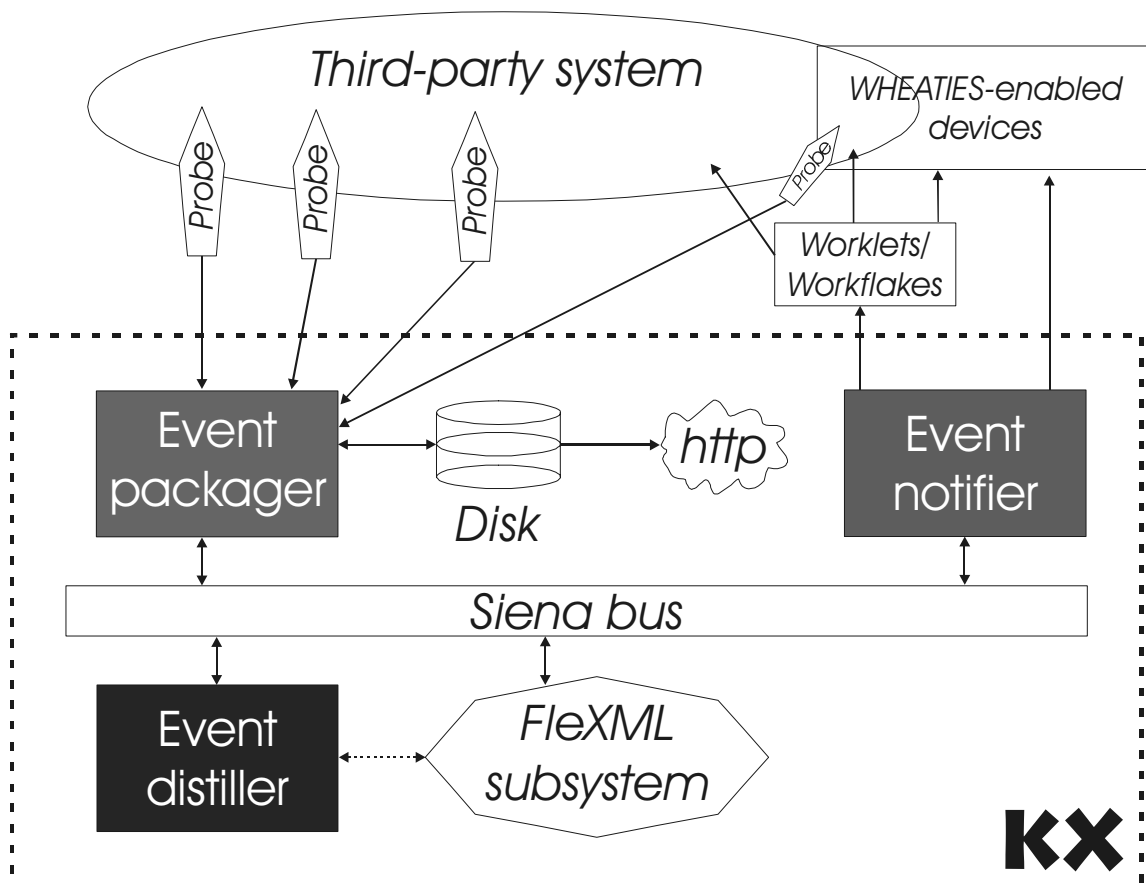 Third-party system
WHEATIES-enabled
devices
Probe
Probe
Probe
Probe
Worklets/
Workflakes
Event
packager
Disk
http
Event
notifier
Siena bus
Event
distiller
FleXML
subsystem
KX